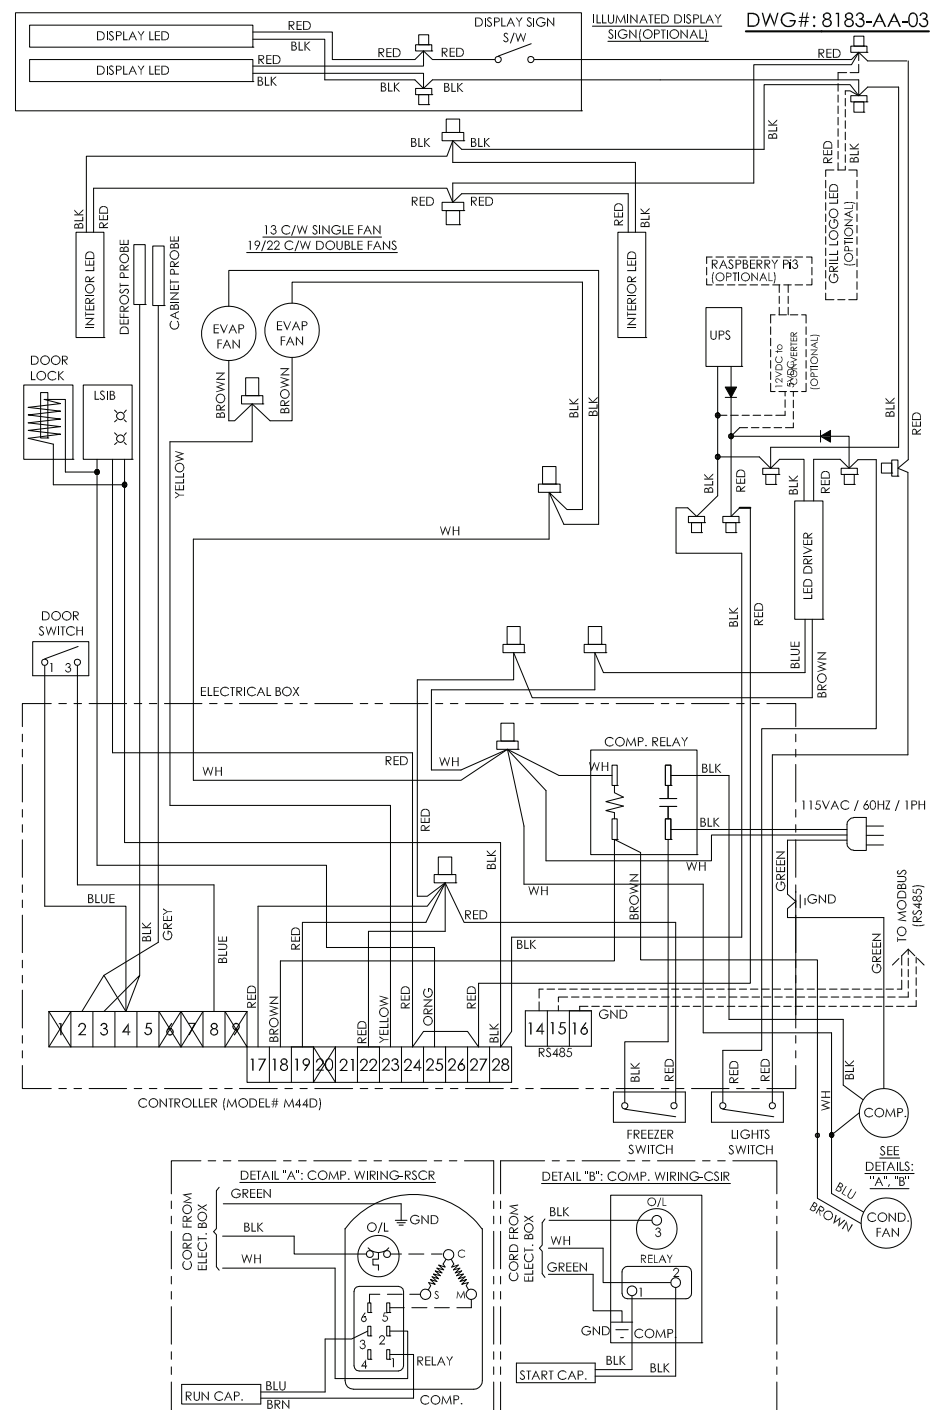 DISPLAY LED
RED
BLK
DISPLAY LED
RED
BLK
RED
BLK
RED
BLK
DISPLAY SIGN
S/W
ILLUMINATED DISPLAY
SIGN(OPTIONAL)
DWG#: 8183-AA-03
RED
BLK
BLK
BLK
RED
BLK
RED
RED
BLK
RED
INTERIOR LED
DEFROST PROBE
CABINET PROBE
13 C/W SINGLE FAN
19/22 C/W DOUBLE FANS
RED
BLK
INTERIOR LED
GRILL LOGO LED
(OPTIONAL)
RASPBERRY Pi3
(OPTIONAL)
EVAP
FAN
EVAP
FAN
UPS
12VDC to
5VDC
CONVERTER
(OPTIONAL)
DOOR
LOCK
LSIB
BROWN
BROWN
BLK
BLK
BLK
RED
YELLOW
BLK
RED
BLK
RED
WH
LED DRIVER
BLK
RED
DOOR
SWITCH
1 3
BLUE
BROWN
ELECTRICAL BOX
WH
RED
WH
COMP. RELAY
WH
BLK
BLK
RED
BLK
WH
115VAC / 60HZ / 1PH
GREEN
BLUE
WH
BROWN
GND
TO MODBUS
(RS485)
BLK
GREY
BLUE
RED
RED
BLK
GREEN
RED
BROWN
RED
YELLOW
RED
ORNG
RED
BLK
GND
1 2 3 4 5 6 7 8 9
14 15 16
RS485
17 18 19 20 21 22 23 24 25 26 27 28
BLK
RED
RED
RED
BLK
WH
CONTROLLER (MODEL# M44D)
COMP.
FREEZER
SWITCH
LIGHTS
SWITCH
SEE
DETAILS:
"A", "B"
BLU
BROWN
COND.
FAN
DETAIL "A": COMP. WIRING-RSCR
GREEN
GND
CORD FROM
ELECT. BOX
BLK
O/L
WH
C
S
M
6 5
3 2
4 1
RELAY
RUN CAP.
BLU
BRN
COMP.
DETAIL "B": COMP. WIRING-CSIR
CORD FROM
ELECT. BOX
BLK
O/L
3
WH
RELAY
GREEN
2
1
GND
COMP.
BLK
START CAP.
BLK